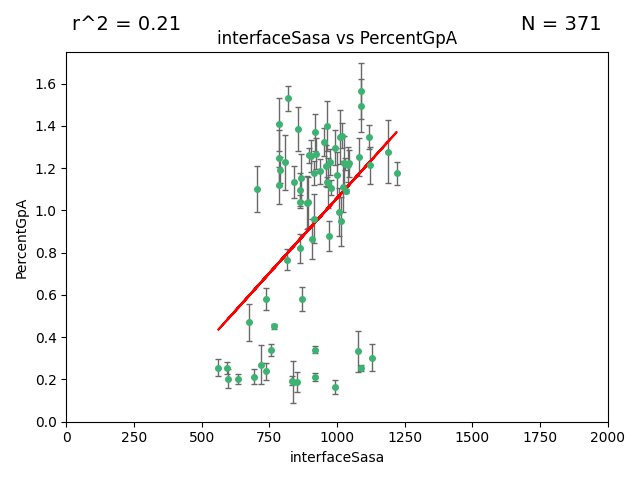 r^2 = 0.21
N = 371
interfaceSasa vs PercentGpA
PercentGpA
1.6
1.4
1.2
1.0
0.8
0.6
0.4
0.2
0.0
0 250 500 750 1000 1250 1500 1750 2000
interfaceSasa